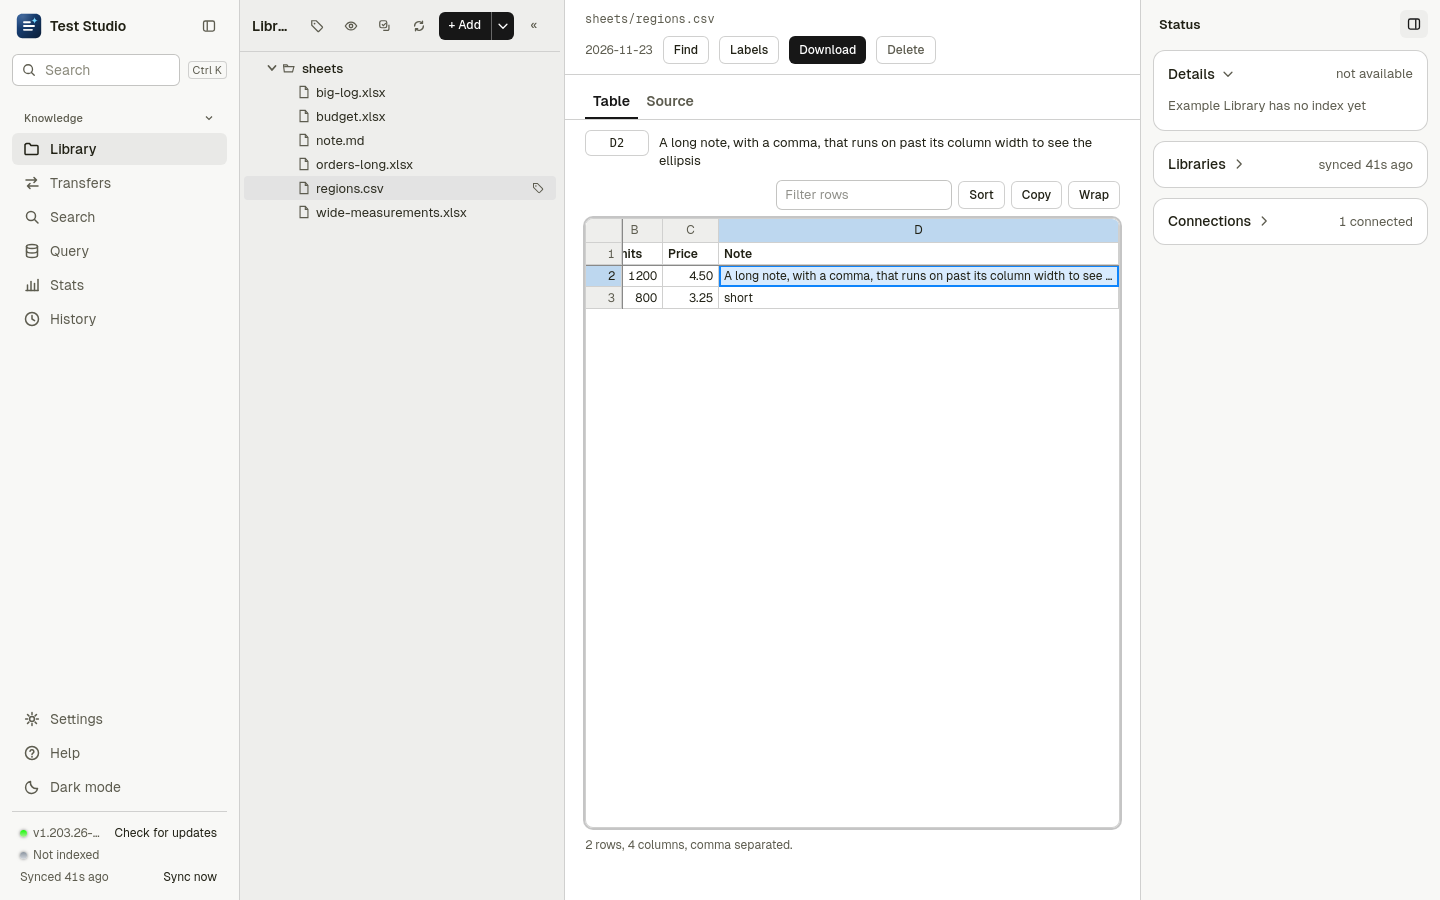 Test Studio
Search
Ctrl K
Knowledge
Library
Transfers
Search
Query
Stats
History
Settings
Help
Dark mode
v1.203.26-… Check for updates
Not indexed
Synced 41s ago Sync now
Libr…
+ Add
«
sheets
big-log.xlsx
budget.xlsx
note.md
orders-long.xlsx
regions.csv
wide-measurements.xlsx
sheets/regions.csv
2026-11-23 Find Labels Download Delete
Table Source
D2 A long note, with a comma, that runs on past its column width to see the
ellipsis
Filter rows Sort Copy Wrap
B C D
1 nits Price Note
2 1200 4.50 A long note, with a comma, that runs on past its column width to see …
3 800 3.25 short
2 rows, 4 columns, comma separated.
Status
Details not available
Example Library has no index yet
Libraries synced 41s ago
Connections 1 connected